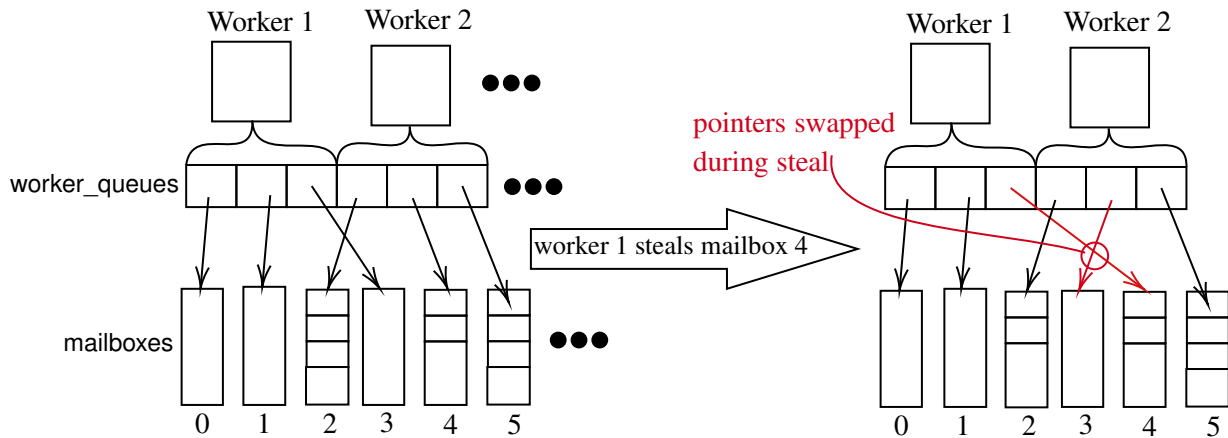 Worker 1 Worker 2
worker_queues
mailboxes
0 1 2 3 4 5
worker 1 steals mailbox 4
pointers swapped
during steal
Worker 1 Worker 2
0 1 2 3 4 5